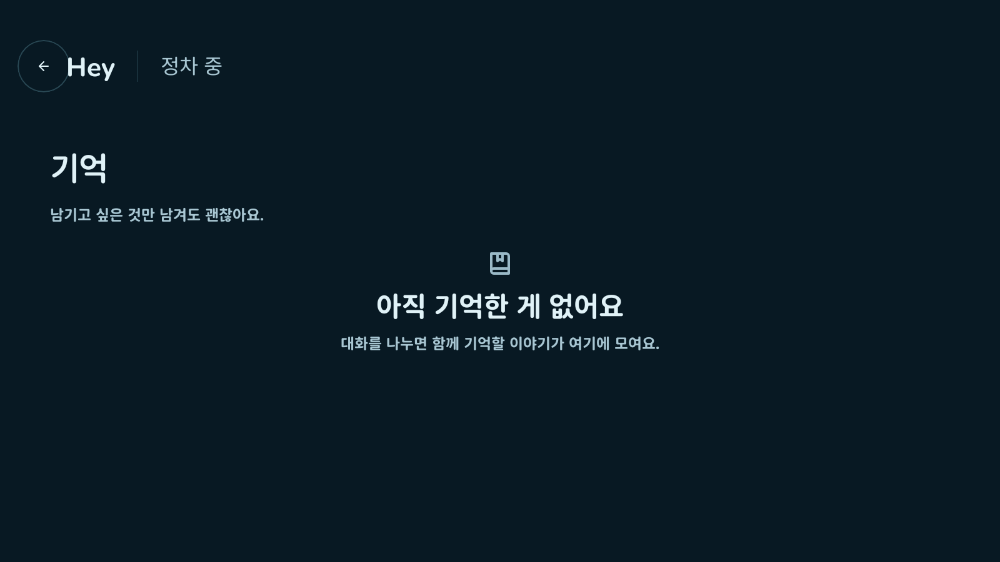 Hey 정차 중
기억
남기고 싶은 것만 남겨도 괜찮아요.
아직 기억한 게 없어요
대화를 나누면 함께 기억할 이야기가 여기에 모여요.